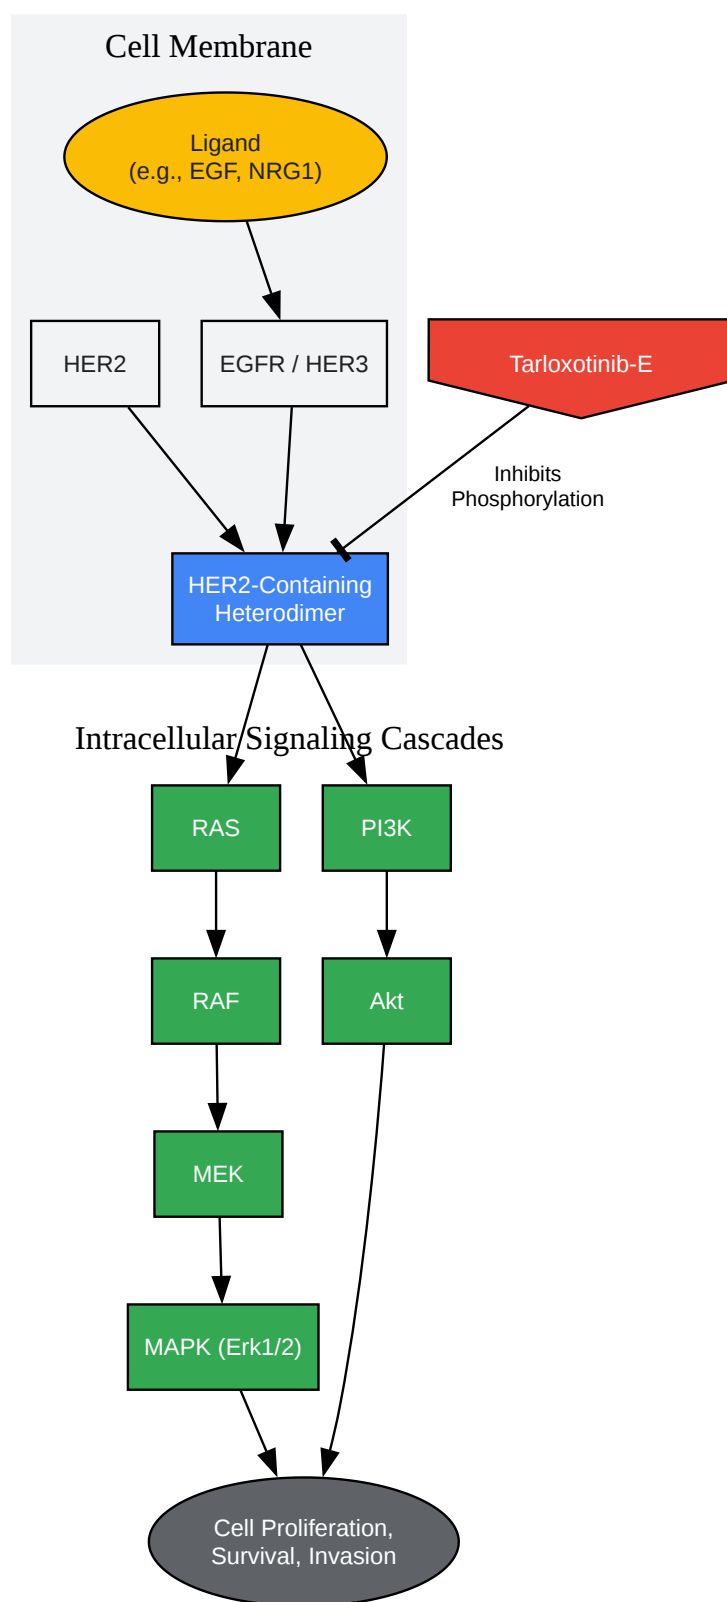 Cell Membrane
Ligand
(e.g., EGF, NRG1)
HER2
EGFR / HER3
Tarloxotinib-E
Inhibits
Phosphorylation
HER2-Containing
Heterodimer
Intracellular Signaling Cascades
RAS
PI3K
RAF
Akt
MEK
MAPK (Erk1/2)
Cell Proliferation,
Survival, Invasion